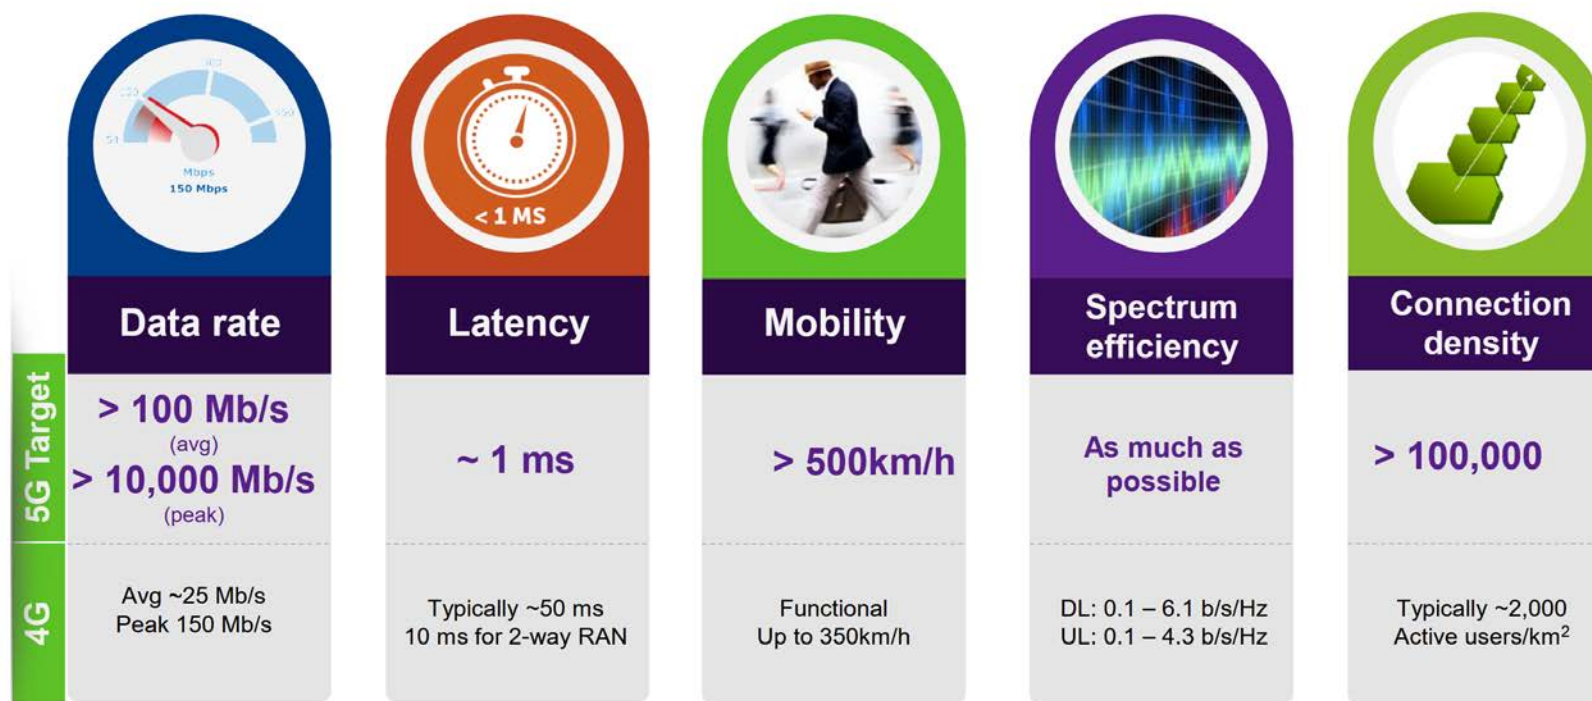 50
150
Mbps
150 Mbps
< 1 MS
Data rate
Latency
Mobility
Spectrum
efficiency
Connection
density
5G Target
> 100 Mb/s
(avg)
> 10,000 Mb/s
(peak)
~ 1 ms
> 500km/h
As much as
possible
> 100,000
4G
Avg ~25 Mb/s
Peak 150 Mb/s
Typically ~50 ms
10 ms for 2-way RAN
Functional
Up to 350km/h
DL: 0.1 – 6.1 b/s/Hz
UL: 0.1 – 4.3 b/s/Hz
Typically ~2,000
Active users/km²